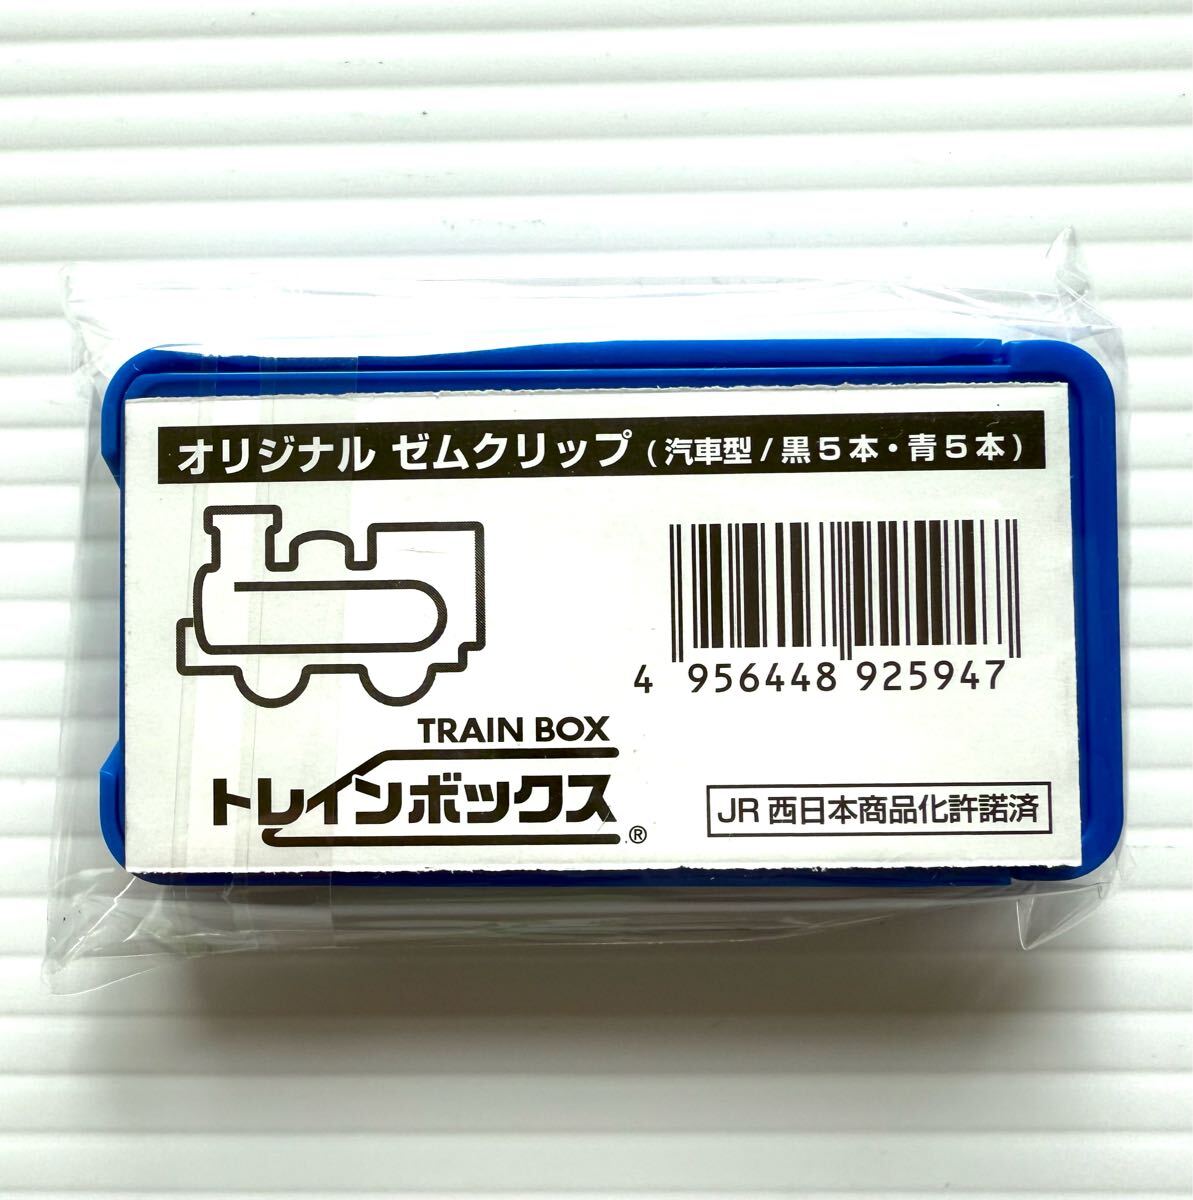 オリジナル ゼムクリップ (汽車型/黒5本・青5本)
4 956448 925947
TRAIN BOX
トレインボックス®
JR 西日本商品化許諾済